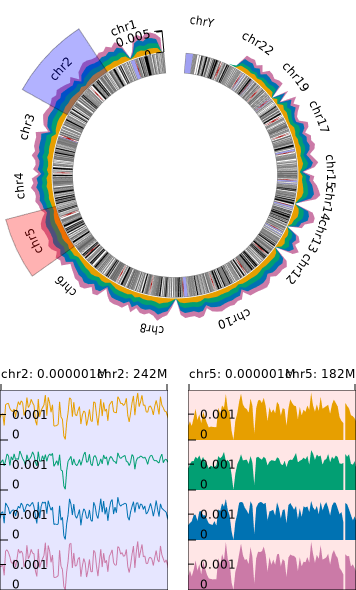 chrY
chr1
0.005
0
chr22
chr2
chr19
chr17
chr3
chr15
chr4
chr14
chr13
chr5
chr12
chr6
chr10
chr8
chr2: 0.000001M
chr2: 242M
chr5: 0.000001M
chr5: 182M
0.001 0.001
0 0
0.001 0.001
0 0
0.001 0.001
0 0
0.001 0.001
0 0